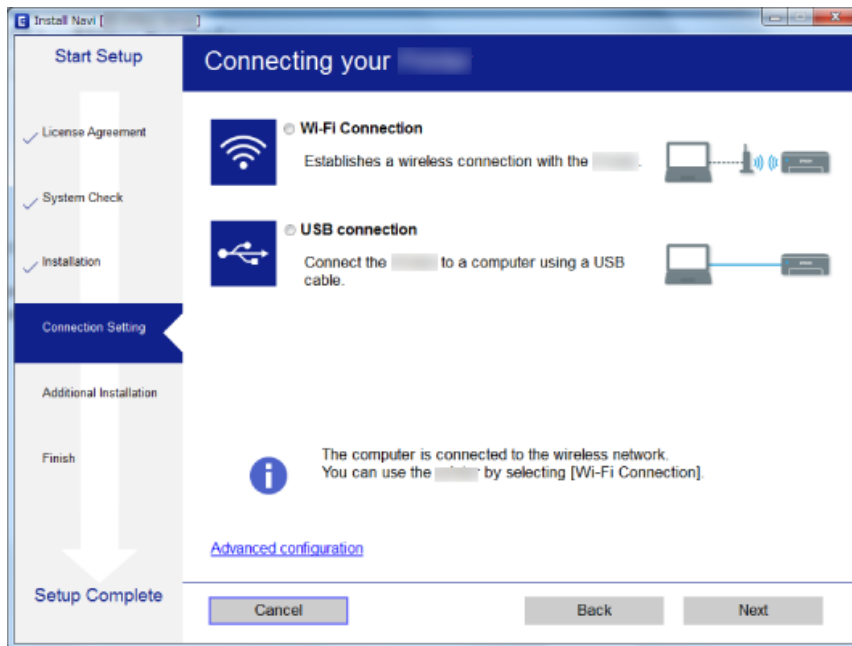 E Install Navi [ ]
Start Setup
Connecting your
License Agreement
System Check
Installation
Connection Setting
Additional Installation
Finish
Setup Complete
Wi-Fi Connection
Establishes a wireless connection with the .
USB connection
Connect the to a computer using a USB
cable.
The computer is connected to the wireless network.
You can use the by selecting [Wi-Fi Connection].
Advanced configuration
Cancel
Back
Next